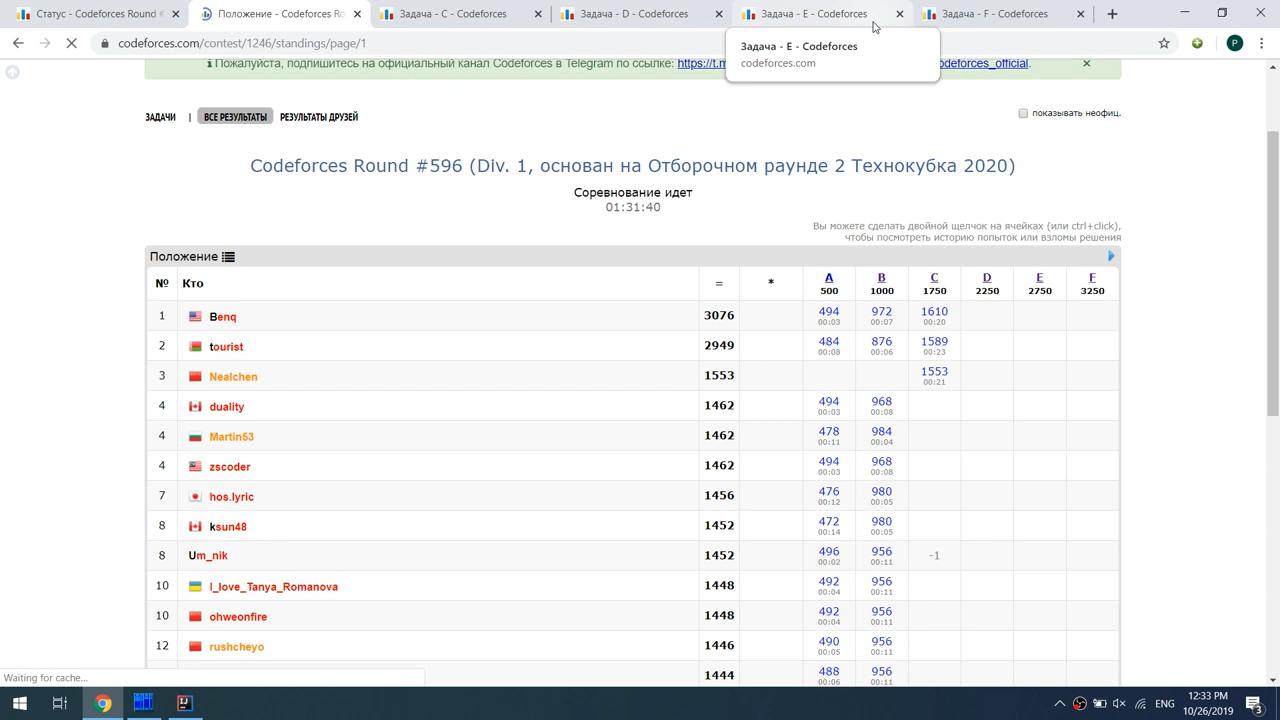 Статус - Codeforces Round #
Положение - Codeforces Ro
Задача - C - Codeforces
Задача - D - Codeforces
Задача - E - Codeforces
Задача - F - Codeforces
codeforces.com/contest/1246/standings/page/1
P
Задача - E - Codeforces
codeforces.com
Пожалуйста, подпишитесь на официальный канал Codeforces в Telegram по ссылке: https://t.m
odeforces_official.
ЗАДАЧИ | ВСЕ РЕЗУЛЬТАТЫ РЕЗУЛЬТАТЫ ДРУЗЕЙ
показывать неофиц.
Codeforces Round #596 (Div. 1, основан на Отборочном раунде 2 Технокубка 2020)
Соревнование идет
01:31:40
Вы можете сделать двойной щелчок на ячейках (или ctrl+click),
чтобы посмотреть историю попыток или взломы решения
Положение
№ Кто = * A B C D E F
500 1000 1750 2250 2750 3250
1 Benq 3076 494 972 1610
00:03 00:07 00:20
2 tourist 2949 484 876 1589
00:08 00:06 00:23
3 Nealchen 1553 1553
00:21
4 duality 1462 494 968
00:03 00:08
4 Martin53 1462 478 984
00:11 00:04
4 zscoder 1462 494 968
00:03 00:08
7 hos.lyric 1456 476 980
00:12 00:05
8 ksun48 1452 472 980
00:14 00:05
8 Um_nik 1452 496 956 -1
00:02 00:11
10 I_love_Tanya_Romanova 1448 492 956
00:04 00:11
10 ohweonfire 1448 492 956
00:04 00:11
12 rushcheyo 1446 490 956
00:05 00:11
1444 488 956
00:06 00:11
Waiting for cache...
ENG
12:33 PM
10/26/2019
3